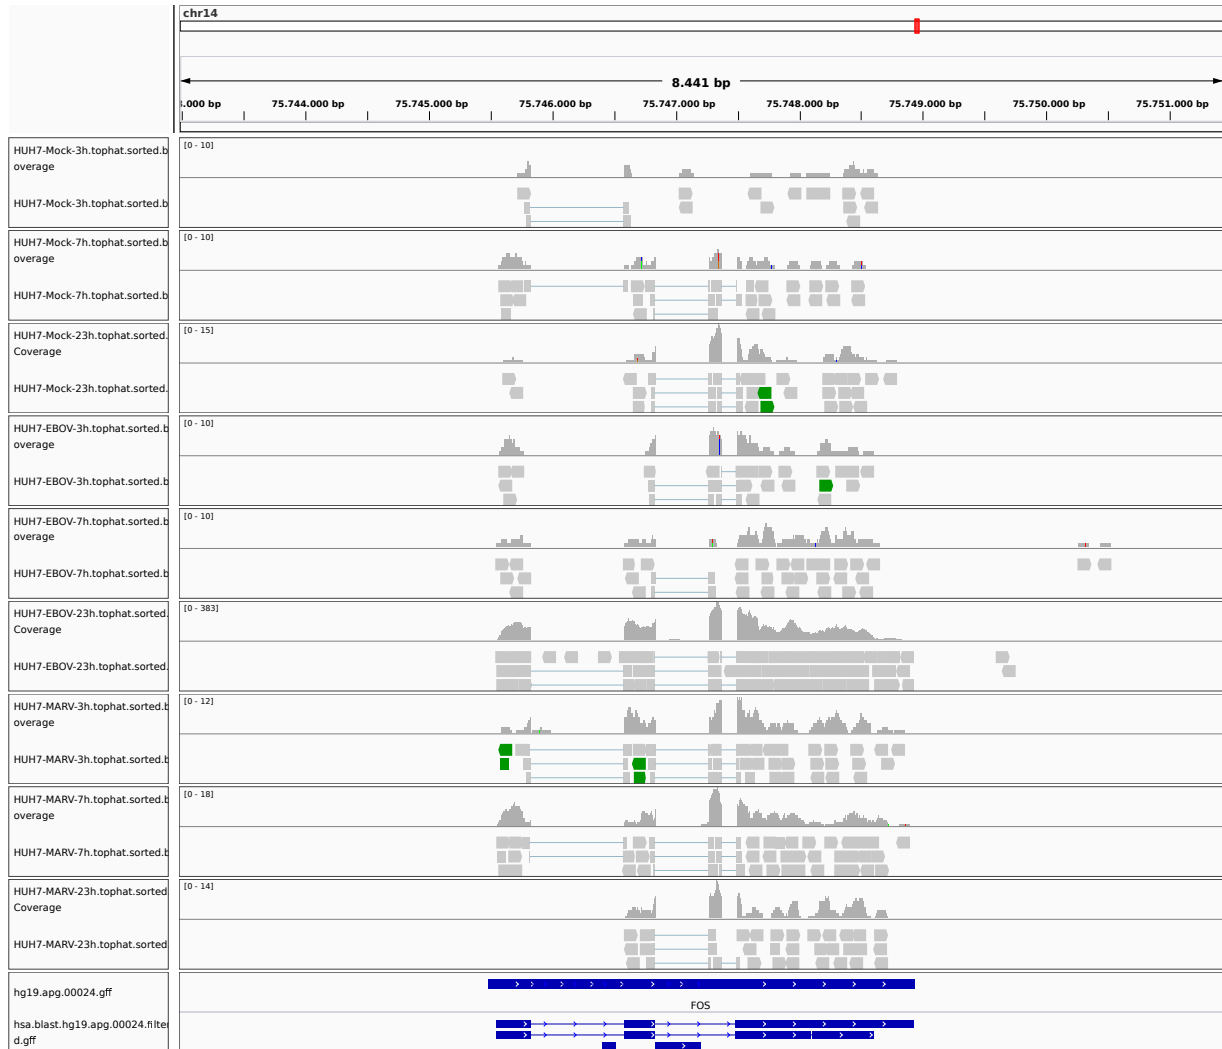 chr14
8.441 bp
.000 bp 75.744.000 bp 75.745.000 bp 75.746.000 bp 75.747.000 bp 75.748.000 bp 75.749.000 bp 75.750.000 bp 75.751.000 bp
HUH7-Mock-3h.tophat.sorted.b
overage
[0 - 10]
HUH7-Mock-3h.tophat.sorted.b
HUH7-Mock-7h.tophat.sorted.b
overage
[0 - 10]
HUH7-Mock-7h.tophat.sorted.b
HUH7-Mock-23h.tophat.sorted.
Coverage
[0 - 15]
HUH7-Mock-23h.tophat.sorted.
HUH7-EBOV-3h.tophat.sorted.b
overage
[0 - 10]
HUH7-EBOV-3h.tophat.sorted.b
HUH7-EBOV-7h.tophat.sorted.b
overage
[0 - 10]
HUH7-EBOV-7h.tophat.sorted.b
HUH7-EBOV-23h.tophat.sorted.
Coverage
[0 - 383]
HUH7-EBOV-23h.tophat.sorted.
HUH7-MARV-3h.tophat.sorted.b
overage
[0 - 12]
HUH7-MARV-3h.tophat.sorted.b
HUH7-MARV-7h.tophat.sorted.b
overage
[0 - 18]
HUH7-MARV-7h.tophat.sorted.b
HUH7-MARV-23h.tophat.sorted
Coverage
[0 - 14]
HUH7-MARV-23h.tophat.sorted
hg19.apg.00024.gff
FOS
hsa.blast.hg19.apg.00024.filtere
d.gff